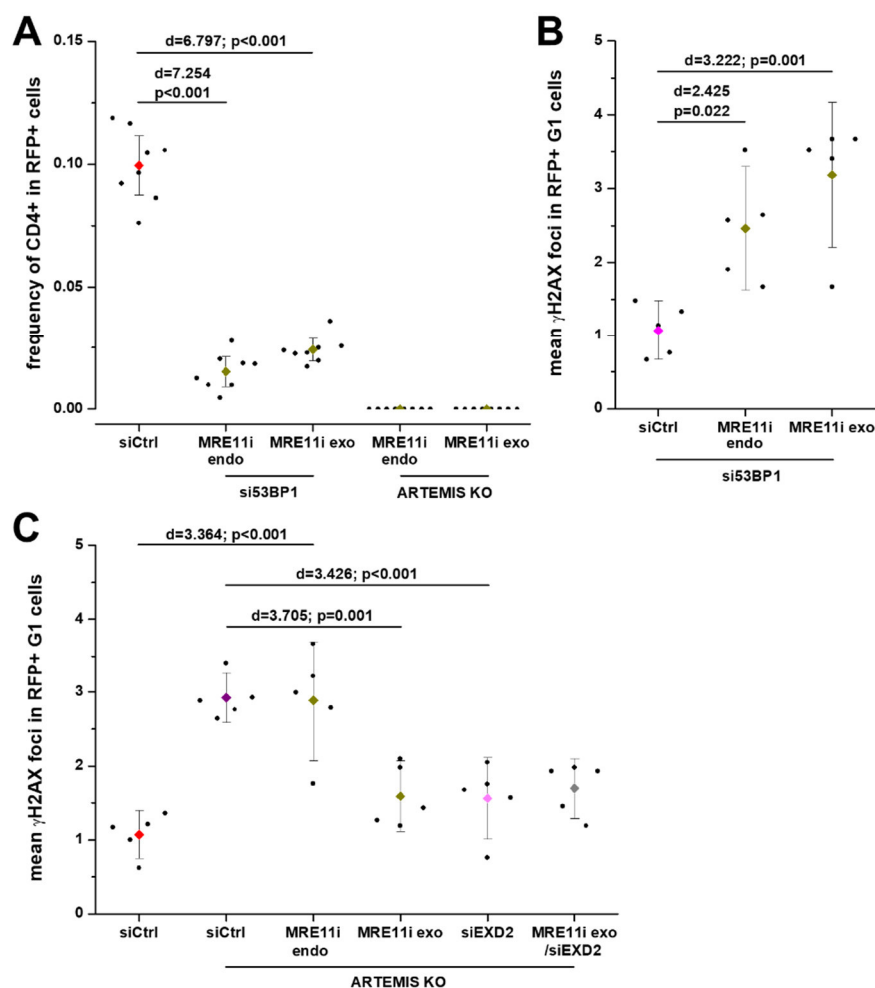 A
frequency of CD4+ in RFP+ cells
0.15
0.10
0.05
0.00
d=6.797; p<0.001
d=7.254
p<0.001
siCtrl
MRE11i endo
MRE11i exo
MRE11i endo
MRE11i exo
si53BP1
ARTEMIS KO
B
mean γH2AX foci in RFP+ G1 cells
5
4
3
2
1
0
d=3.222; p=0.001
d=2.425
p=0.022
siCtrl
MRE11i endo
MRE11i exo
si53BP1
C
mean γH2AX foci in RFP+ G1 cells
5
4
3
2
1
0
d=3.364; p<0.001
d=3.426; p<0.001
d=3.705; p=0.001
siCtrl
siCtrl
MRE11i endo
MRE11i exo
siEXD2
MRE11i exo /siEXD2
ARTEMIS KO